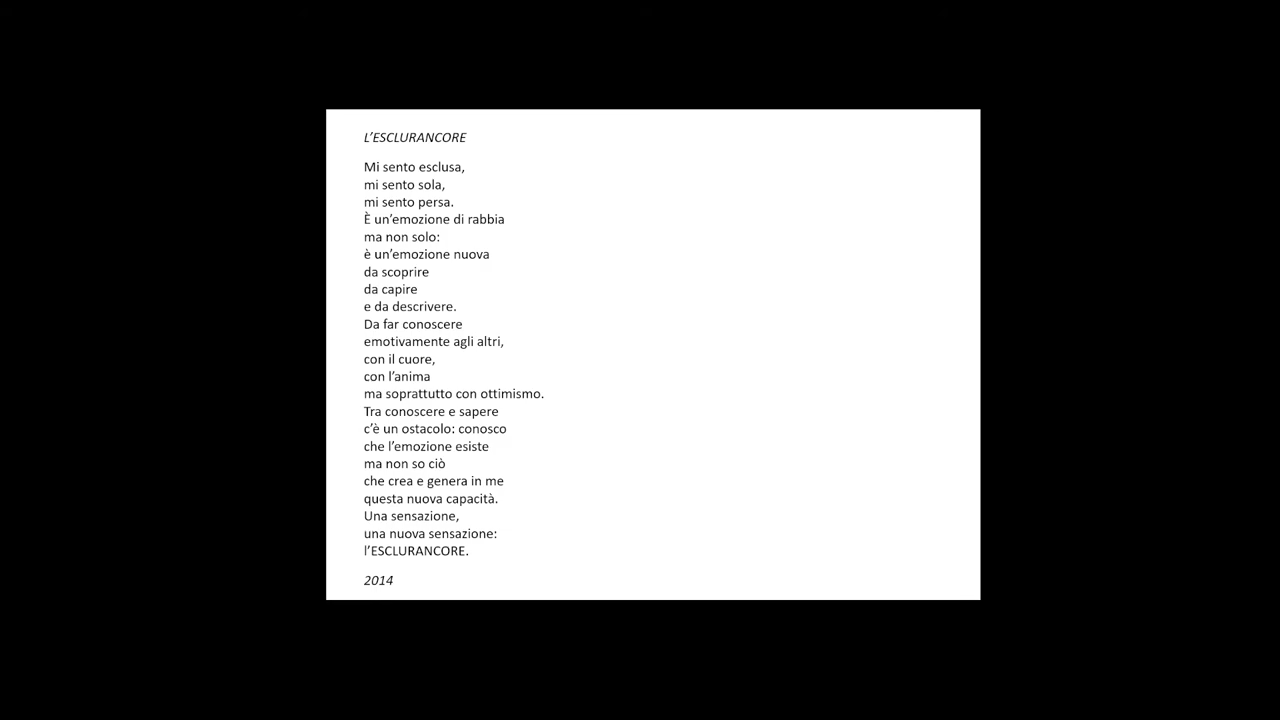 L’ESCLURANCORE
Mi sento esclusa,
mi sento sola,
mi sento persa.
È un’emozione di rabbia
ma non solo:
è un’emozione nuova
da scoprire
da capire
e da descrivere.
Da far conoscere
emotivamente agli altri,
con il cuore,
con l’anima
ma soprattutto con ottimismo.
Tra conoscere e sapere
c’è un ostacolo: conosco
che l’emozione esiste
ma non so ciò
che crea e genera in me
questa nuova capacità.
Una sensazione,
una nuova sensazione:
l’ESCLURANCORE.
2014